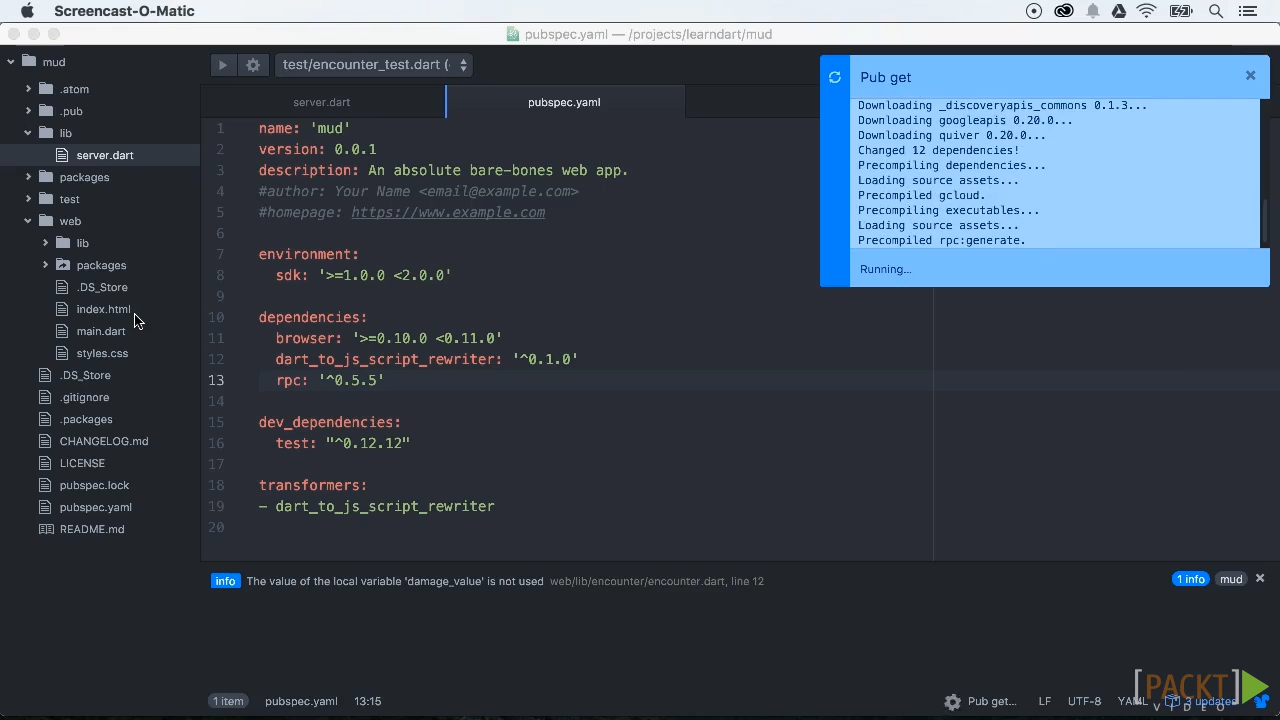 Screencast-O-Matic
pubspec.yaml — /projects/learndart/mud
mud
.atom
.pub
lib
server.dart
packages
test
web
lib
packages
.DS_Store
index.html
main.dart
styles.css
.DS_Store
.gitignore
.packages
CHANGELOG.md
LICENSE
pubspec.lock
pubspec.yaml
README.md
test/encounter_test.dart (
server.dart
pubspec.yaml
1 name: 'mud'
2 version: 0.0.1
3 description: An absolute bare-bones web app.
4 #author: Your Name <email@example.com>
5 #homepage: https://www.example.com
6
7 environment:
8 sdk: '>=1.0.0 <2.0.0'
9
10 dependencies:
11 browser: '>=0.10.0 <0.11.0'
12 dart_to_js_script_rewriter: '^0.1.0'
13 rpc: '^0.5.5'
14
15 dev_dependencies:
16 test: "^0.12.12"
17
18 transformers:
19 - dart_to_js_script_rewriter
20
Pub get
Downloading _discoveryapis_commons 0.1.3...
Downloading googleapis 0.20.0...
Downloading quiver 0.20.0...
Changed 12 dependencies!
Precompiling dependencies...
Loading source assets...
Precompiled gcloud.
Precompiling executables...
Loading source assets...
Precompiled rpc:generate.
Running...
info The value of the local variable 'damage_value' is not used web/lib/encounter/encounter.dart, line 12
1 info mud
1 item pubspec.yaml 13:15
Pub get... LF UTF-8 YAML updates
[PACKT]
VIDEO